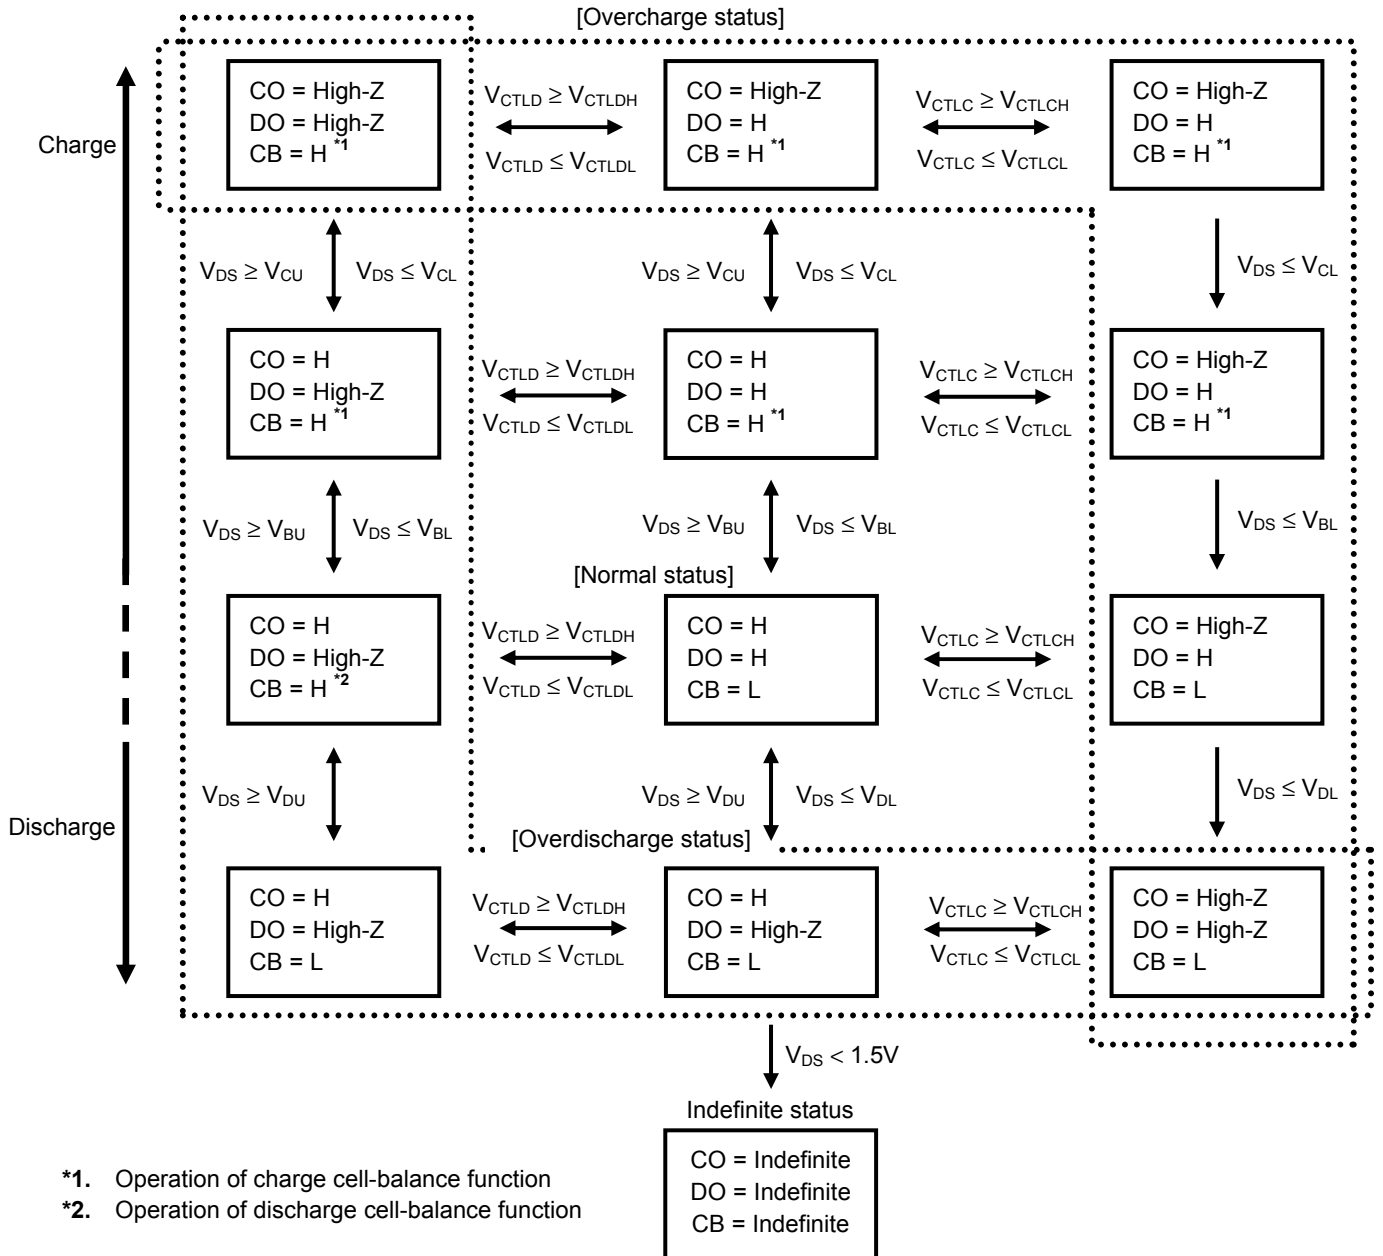 [Overcharge status]
Charge
CO = High-Z
DO = High-Z
CB = H *1
VCTLD ≥ VCTLDH
VCTLD ≤ VCTLDL
CO = High-Z
DO = H
CB = H *1
VCTLC ≥ VCTLCH
VCTLC ≤ VCTLCL
CO = High-Z
DO = H
CB = H *1
VDS ≥ VCU VDS ≤ VCL
VDS ≥ VCU VDS ≤ VCL
VDS ≤ VCL
CO = H
DO = High-Z
CB = H *1
VCTLD ≥ VCTLDH
VCTLD ≤ VCTLDL
CO = H
DO = H
CB = H *1
VCTLC ≥ VCTLCH
VCTLC ≤ VCTLCL
CO = High-Z
DO = H
CB = H *1
VDS ≥ VBU VDS ≤ VBL
VDS ≥ VBU VDS ≤ VBL
VDS ≤ VBL
[Normal status]
CO = H
DO = High-Z
CB = H *2
VCTLD ≥ VCTLDH
VCTLD ≤ VCTLDL
CO = H
DO = H
CB = L
VCTLC ≥ VCTLCH
VCTLC ≤ VCTLCL
CO = High-Z
DO = H
CB = L
Discharge
VDS ≥ VDU
VDS ≥ VDU VDS ≤ VDL
VDS ≤ VDL
[Overdischarge status]
CO = H
DO = High-Z
CB = L
VCTLD ≥ VCTLDH
VCTLD ≤ VCTLDL
CO = H
DO = High-Z
CB = L
VCTLC ≥ VCTLCH
VCTLC ≤ VCTLCL
CO = High-Z
DO = High-Z
CB = L
VDS < 1.5V
Indefinite status
CO = Indefinite
DO = Indefinite
CB = Indefinite
*1. Operation of charge cell-balance function
*2. Operation of discharge cell-balance function